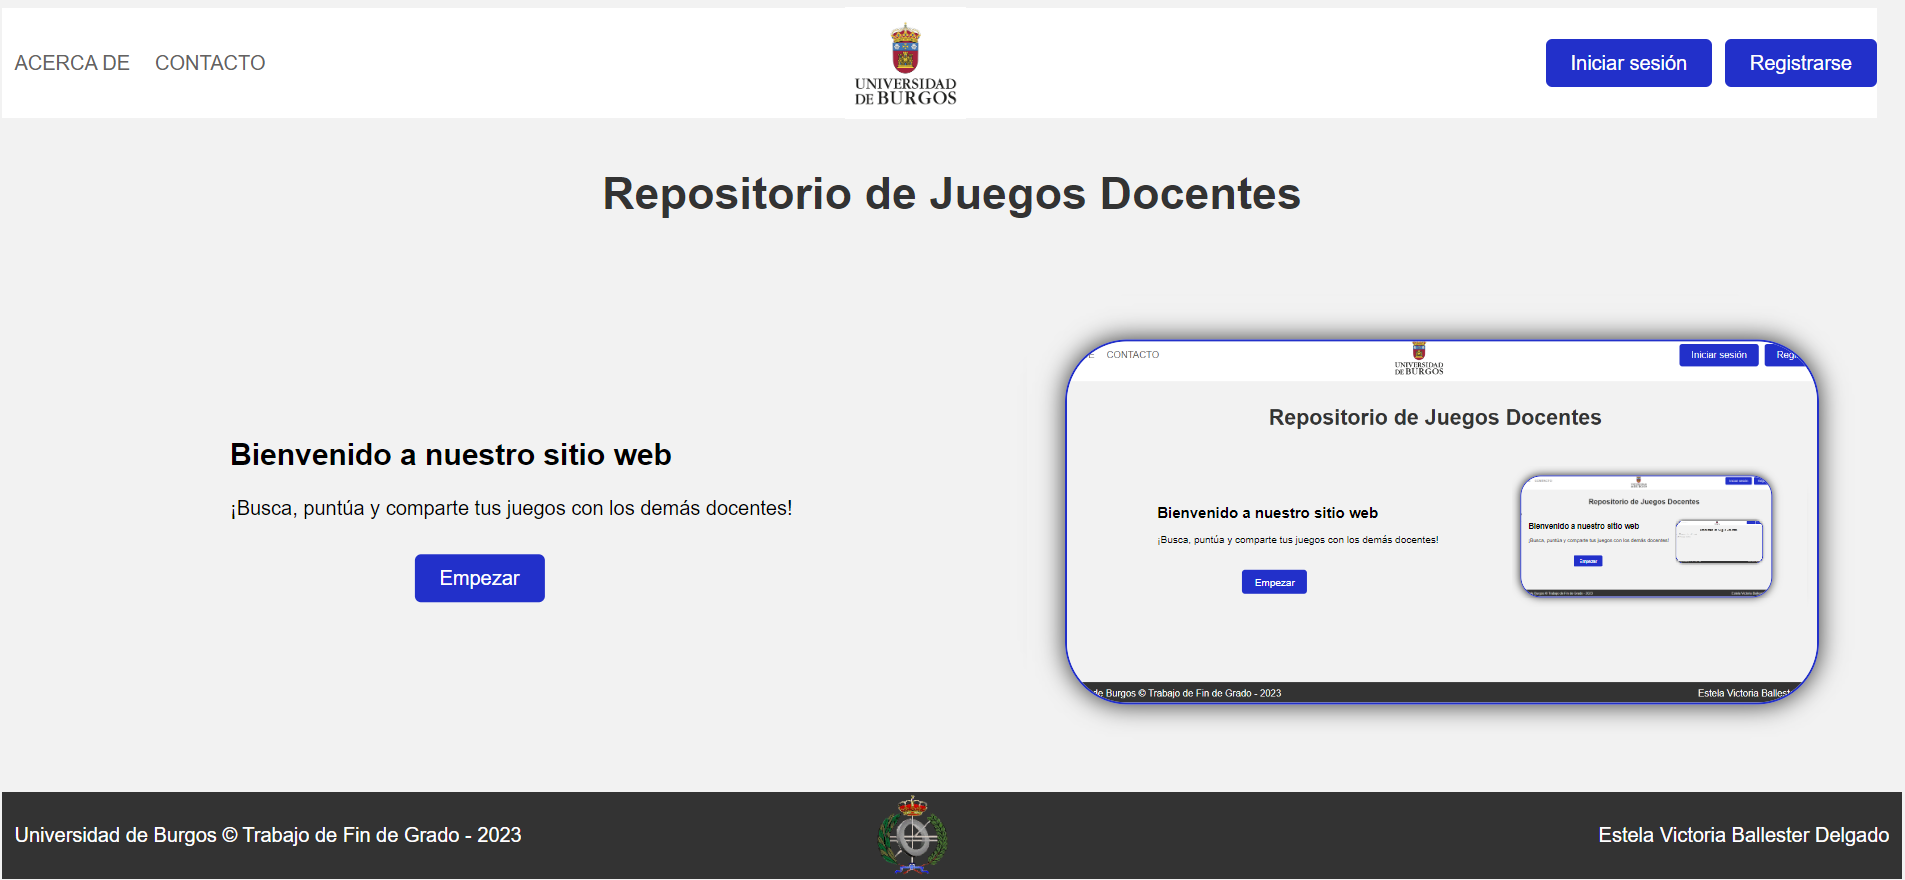 ACERCA DE CONTACTO
UNIVERSIDAD
DE BURGOS
Iniciar sesión Registrarse
Repositorio de Juegos Docentes
Bienvenido a nuestro sitio web
¡Busca, puntúa y comparte tus juegos con los demás docentes!
Empezar
CONTACTO
UNIVERSIDAD
DE BURGOS
Iniciar sesión
Repositorio de Juegos Docentes
Bienvenido a nuestro sitio web
¡Busca, puntúa y comparte tus juegos con los demás docentes!
Empezar
Repositorio de Juegos Docentes
Bienvenido a nuestro sitio web
¡Busca, puntúa y comparte tus juegos con los demás docentes!
Empezar
de Burgos © Trabajo de Fin de Grado - 2023 Estela Victoria
Universidad de Burgos © Trabajo de Fin de Grado - 2023 Estela Victoria Ballester Delgado